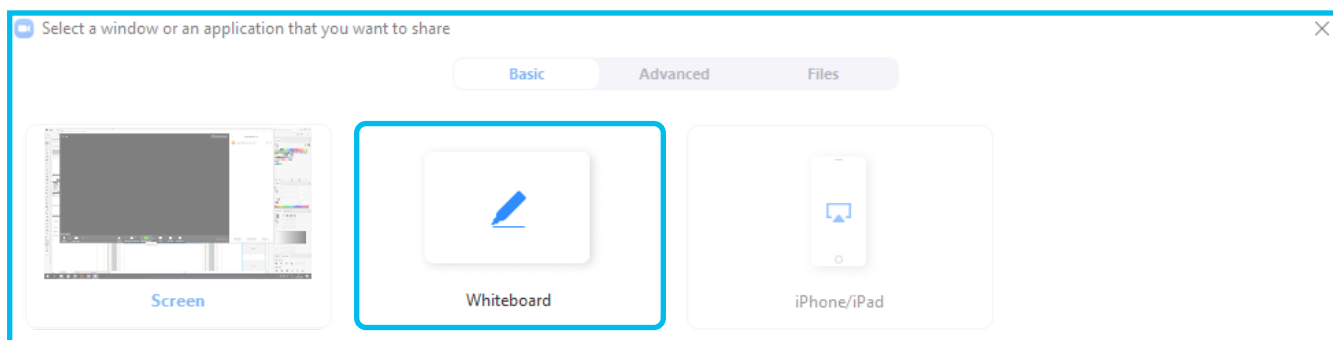 Select a window or an application that you want to share
Basic Advanced Files
Screen Whiteboard iPhone/iPad